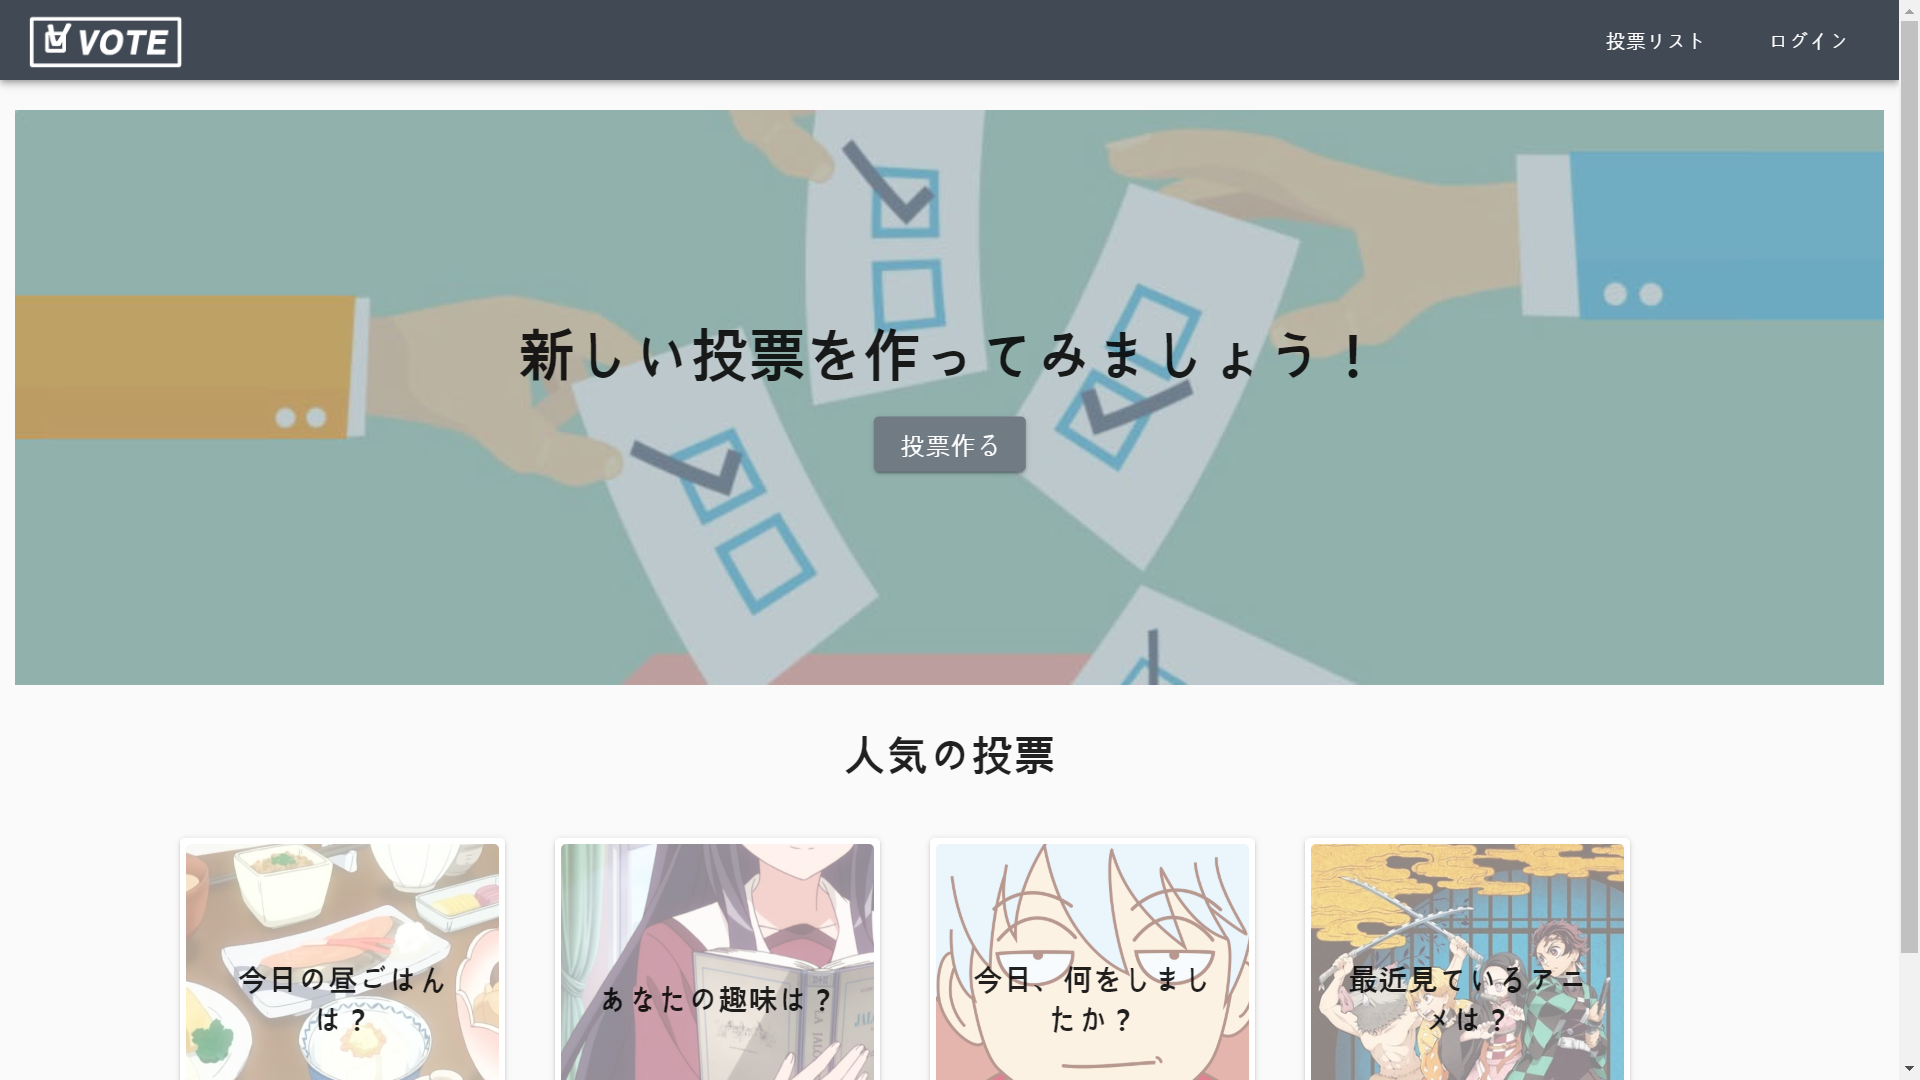 VOTE
投票リスト
ログイン
新しい投票を作ってみましょう！
投票作る
人気の投票
今日の昼ごはん
は？
あなたの趣味は？
今日、何をしまし
たか？
最近見ているアニ
メは？